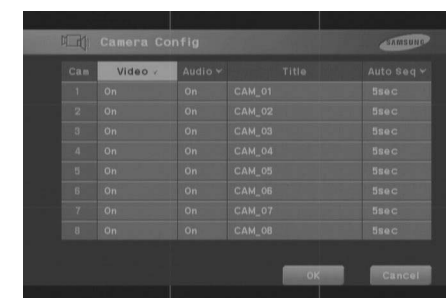 Camera Config SAMSUNG
Cam Video Audio Title Auto Seq
1 On On CAM_01 5sec
2 On On CAM_02 5sec
3 On On CAM_03 5sec
4 On On CAM_04 5sec
5 On On CAM_05 5sec
6 On On CAM_06 5sec
7 On On CAM_07 5sec
8 On On CAM_08 5sec
OK Cancel